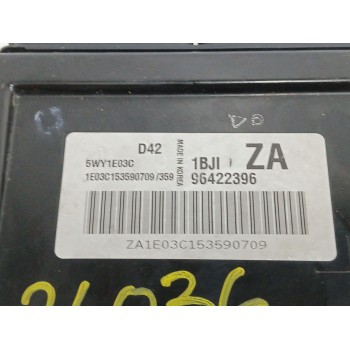 D42
5WY1E03C
1E03C153590709/359
MADE IN KOREA
1BJI
ZA
96422396
ZA1E03C153590709